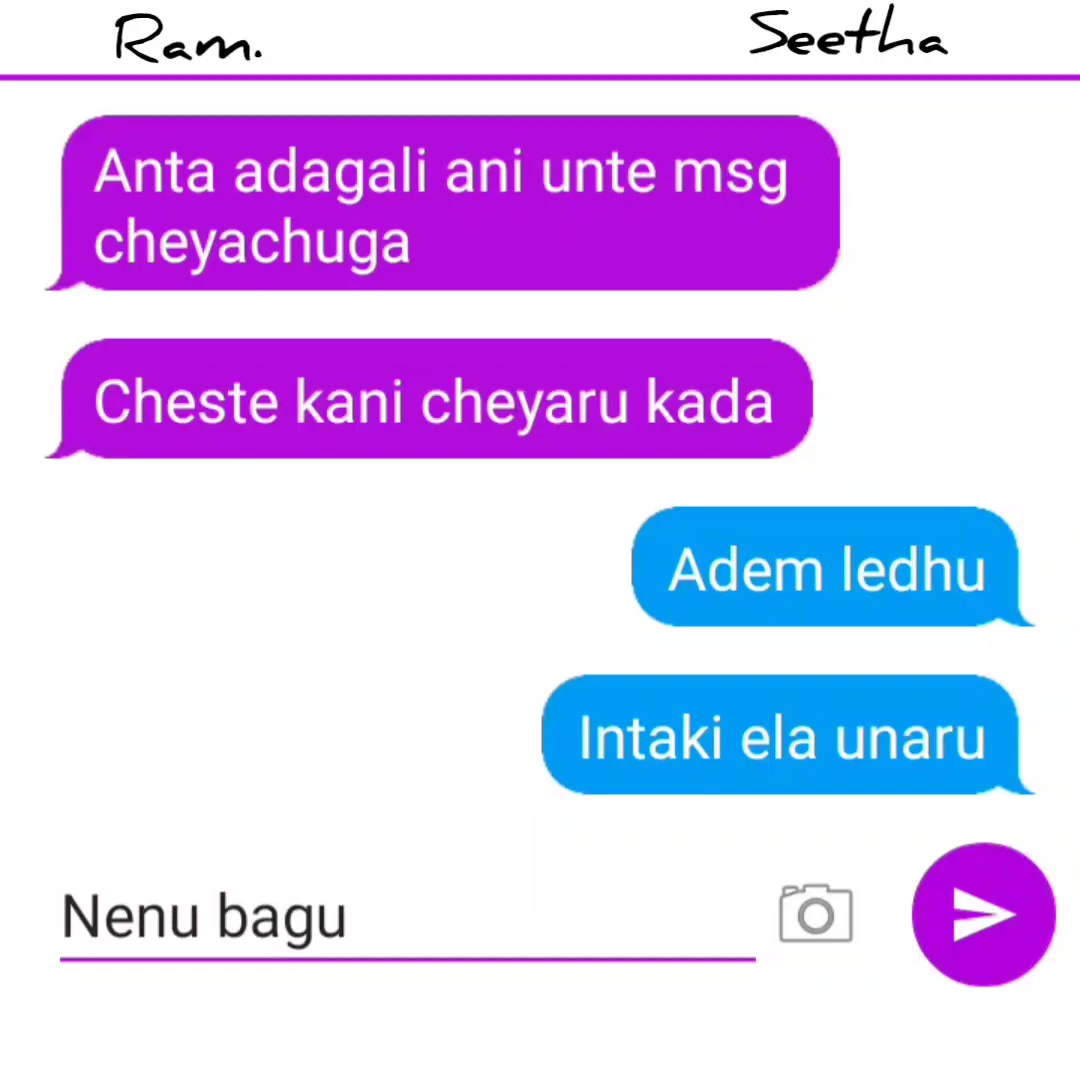 Ram. Seetha
Anta adagali ani unte msg
cheyachuga
Cheste kani cheyaru kada
Adem ledhu
Intaki ela unaru
Nenu bagu